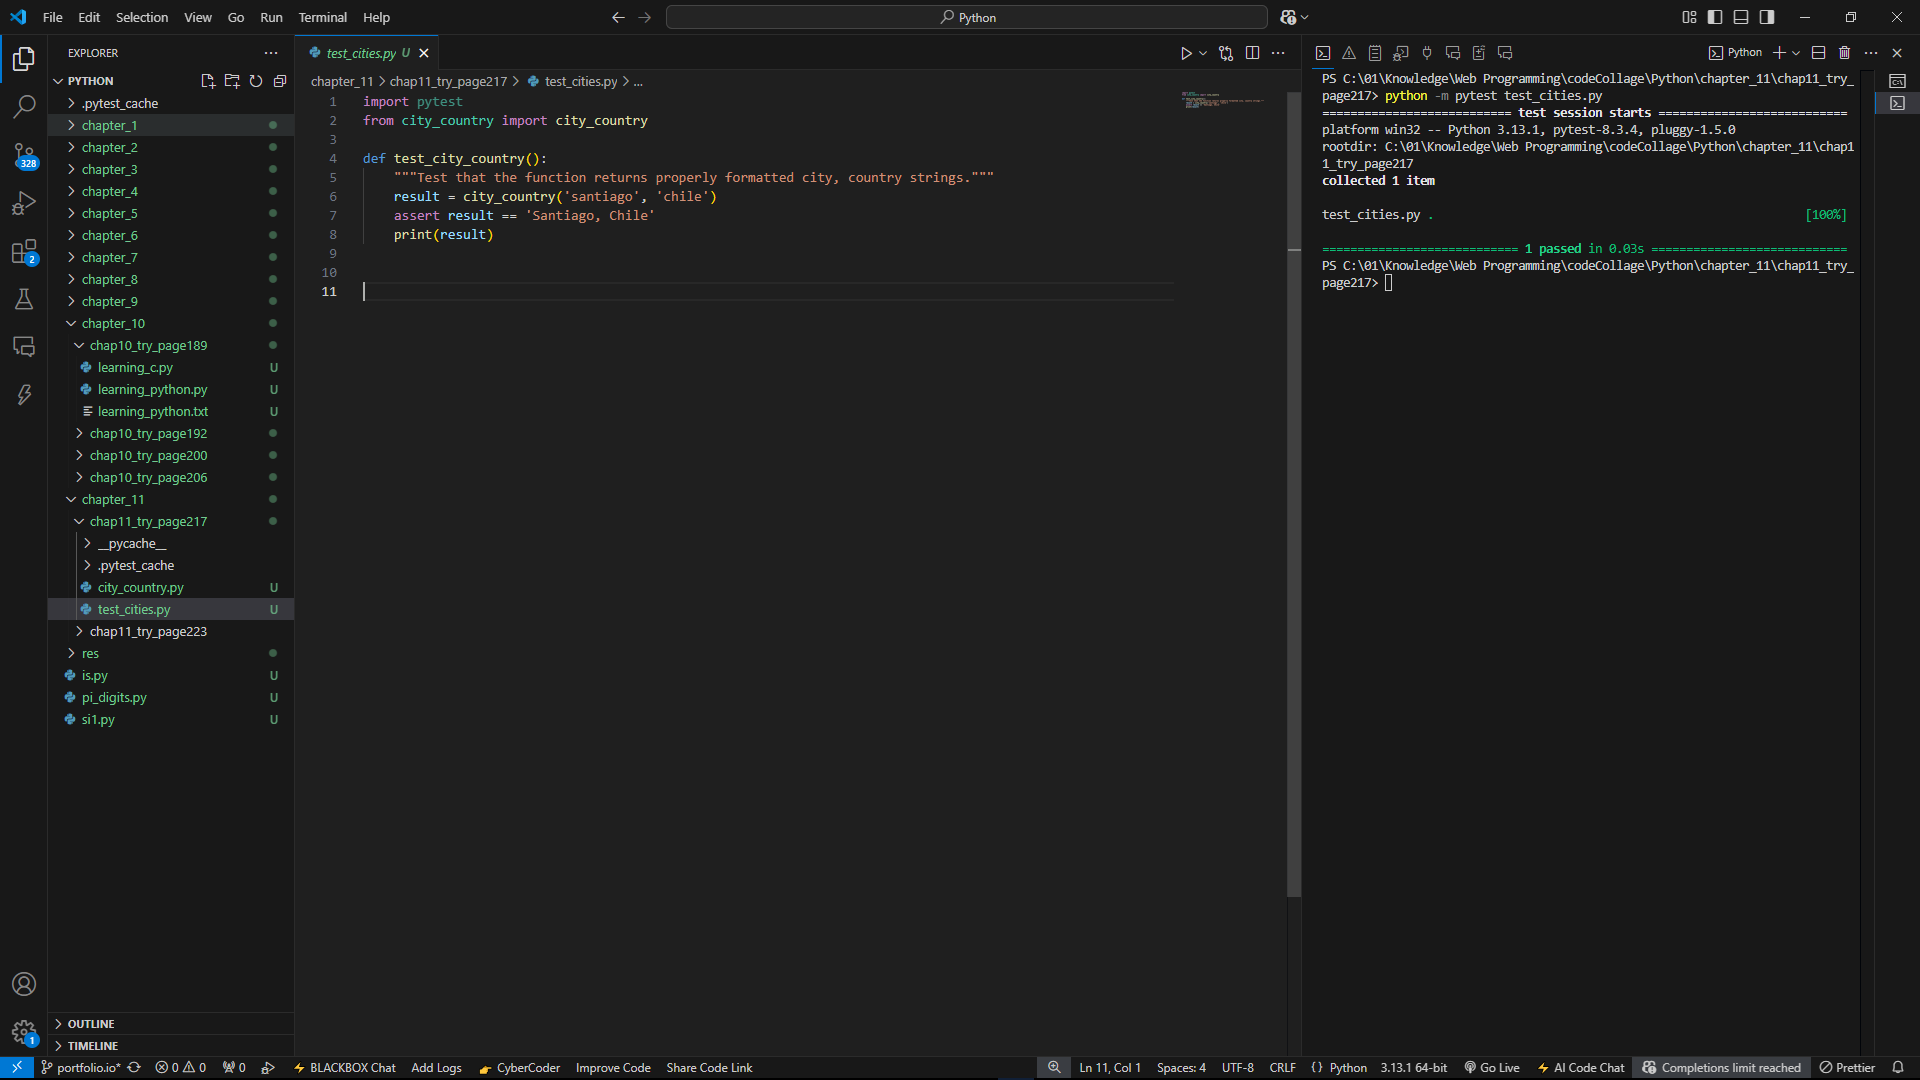 File Edit Selection View Go Run Terminal Help
Python
EXPLORER
PYTHON
.pytest_cache
chapter_1
chapter_2
chapter_3
chapter_4
chapter_5
chapter_6
chapter_7
chapter_8
chapter_9
chapter_10
chap10_try_page189
learning_c.py U
learning_python.py U
learning_python.txt U
chap10_try_page192
chap10_try_page200
chap10_try_page206
chapter_11
chap11_try_page217
__pycache__
.pytest_cache
city_country.py U
test_cities.py U
chap11_try_page223
res
is.py U
pi_digits.py U
si1.py U
OUTLINE
TIMELINE
328
2
1
test_cities.py U
chapter_11 > chap11_try_page217 > test_cities.py > ...
1 import pytest
2 from city_country import city_country
3
4 def test_city_country():
5 """Test that the function returns properly formatted city, country strings."""
6 result = city_country('santiago', 'chile')
7 assert result == 'Santiago, Chile'
8 print(result)
9
10
11
Python
PS C:\01\Knowledge\Web Programming\codeCollage\Python\chapter_11\chap11_try_
page217> python -m pytest test_cities.py
=========================== test session starts ===========================
platform win32 -- Python 3.13.1, pytest-8.3.4, pluggy-1.5.0
rootdir: C:\01\Knowledge\Web Programming\codeCollage\Python\chapter_11\chap1
1_try_page217
collected 1 item
test_cities.py . [100%]
============================ 1 passed in 0.03s ============================
PS C:\01\Knowledge\Web Programming\codeCollage\Python\chapter_11\chap11_try_
page217>
portfolio.io* 0 0 0 BLACKBOX Chat Add Logs CyberCoder Improve Code Share Code Link Ln 11, Col 1 Spaces: 4 UTF-8 CRLF {} Python 3.13.1 64-bit Go Live AI Code Chat Completions limit reached Prettier